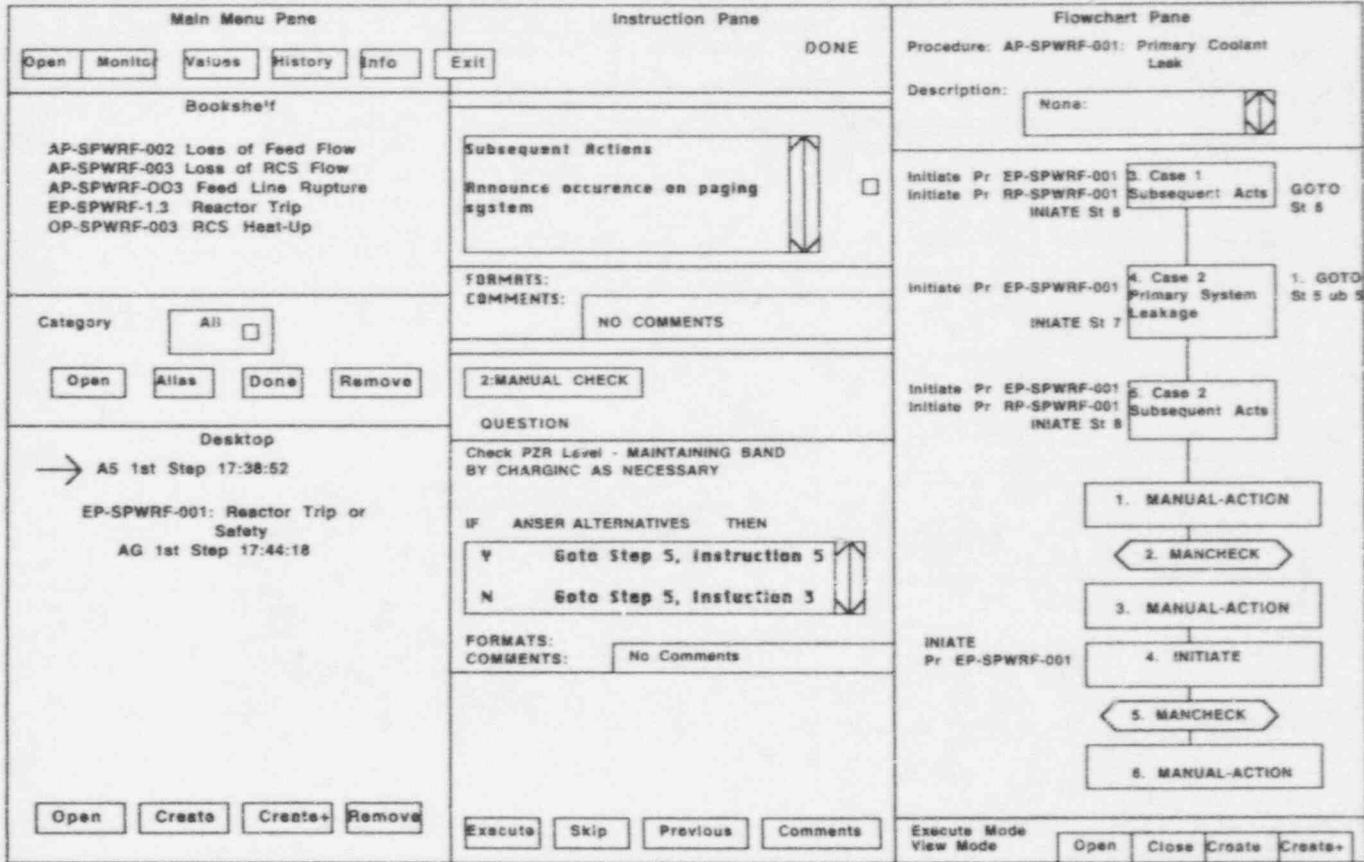 Main Menu Pane
Open Monitor Values History Info Exit
Bookshelf
AP-SPWRF-002 Loss of Feed Flow
AP-SPWRF-003 Loss of RCS Flow
AP-SPWRF-OO3 Feed Line Rupture
EP-SPWRF-1.3 Reactor Trip
OP-SPWRF-003 RCS Heat-Up
Category All
Open Alias Done Remove
Desktop
A5 1st Step 17:38:52
EP-SPWRF-001: Reactor Trip or
Safety
AG 1st Step 17:44:18
Open Create Create+ Remove
Instruction Pane
DONE
Subsequent Actions
Announce occurence on paging
system
FORMATS:
COMMENTS:
NO COMMENTS
2:MANUAL CHECK
QUESTION
Check PZR Level - MAINTAINING BAND
BY CHARGINC AS NECESSARY
IF ANSER ALTERNATIVES THEN
Y Goto Step 5, Instruction 5
N Goto Step 5, Instuction 3
FORMATS:
COMMENTS: No Comments
Execute Skip Previous Comments
Flowchart Pane
Procedure: AP-SPWRF-001: Primary Coolant
Leak
Description:
None:
Initiate Pr EP-SPWRF-001
Initiate Pr RP-SPWRF-001
INIATE St 6
3. Case 1
Subsequent Acts
GOTO
St 6
Initiate Pr EP-SPWRF-001
INIATE St 7
4. Case 2
Primary System
Leakage
1. GOTO
St 5 ub 5
Initiate Pr EP-SPWRF-001
Initiate Pr RP-SPWRF-001
INIATE St 8
5. Case 2
Subsequent Acts
1. MANUAL-ACTION
2. MANCHECK
3. MANUAL-ACTION
INIATE
Pr EP-SPWRF-001
4. INITIATE
5. MANCHECK
6. MANUAL-ACTION
Execute Mode
View Mode
Open Close Create Create+